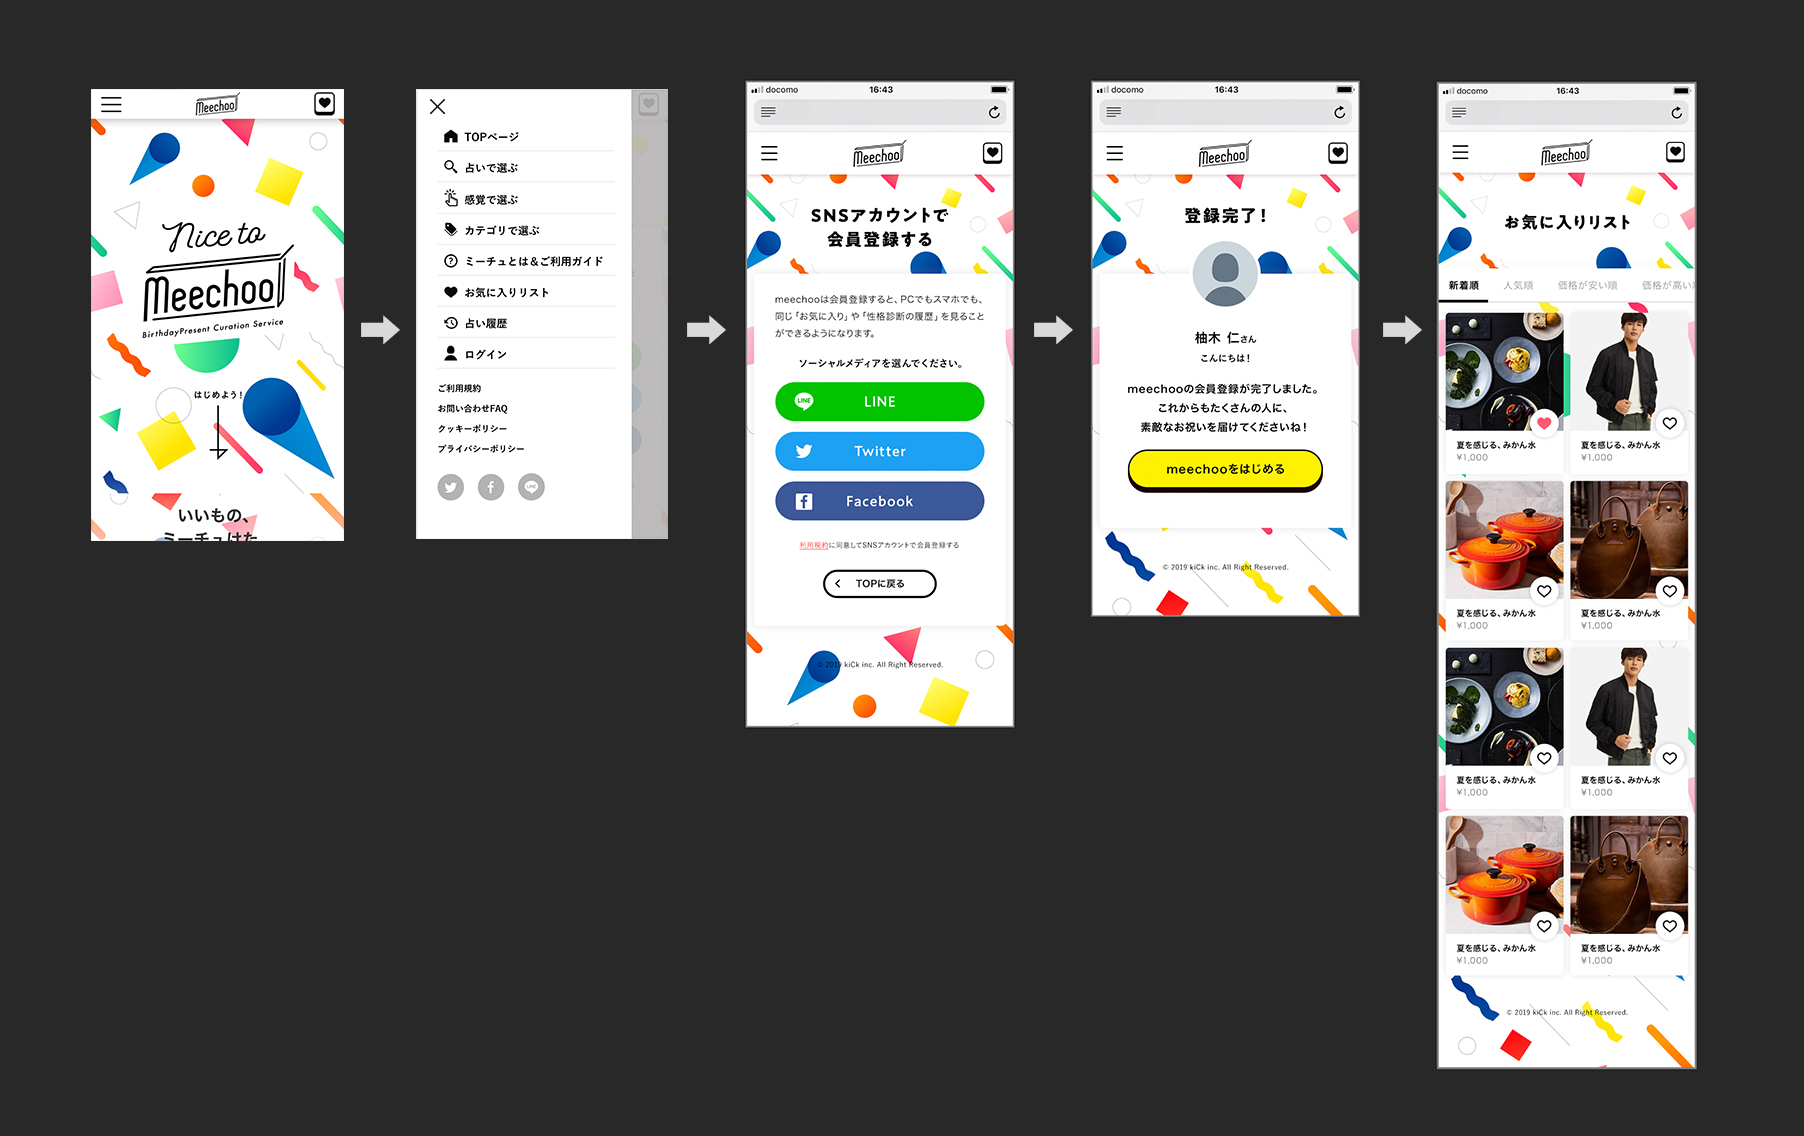 Meechoo
Nice to
Meechoo
BirthdayPresent Curation Service
はじめよう!
いいもの、
ミーチュけた
TOPページ
占いで選ぶ
感覚で選ぶ
カテゴリで選ぶ
ミーチュとは＆ご利用ガイド
お気に入りリスト
占い履歴
ログイン
ご利用規約
お問い合わせFAQ
クッキーポリシー
プライバシーポリシー
LINE
docomo 16:43
Meechoo
SNSアカウントで
会員登録する
meechooは会員登録すると、PCでもスマホでも、
同じ「お気に入り」や「性格診断の履歴」を見ること
ができるようになります。
ソーシャルメディアを選んでください。
LINE LINE
Twitter
Facebook
利用規約に同意してSNSアカウントで会員登録する
TOPに戻る
© 2019 kiCk inc. All Right Reserved.
docomo 16:43
Meechoo
登録完了!
柚木 仁さん
こんにちは!
meechooの会員登録が完了しました。
これからもたくさんの人に、
素敵なお祝いを届けてくださいね!
meechooをはじめる
© 2019 kiCk inc. All Right Reserved.
docomo 16:43
Meechoo
お気に入りリスト
新着順 人気順 価格が安い順 価格が高い順
夏を感じる、みかん水 夏を感じる、みかん水
¥1,000 ¥1,000
夏を感じる、みかん水 夏を感じる、みかん水
¥1,000 ¥1,000
夏を感じる、みかん水 夏を感じる、みかん水
¥1,000 ¥1,000
夏を感じる、みかん水 夏を感じる、みかん水
¥1,000 ¥1,000
© 2019 kiCk inc. All Right Reserved.